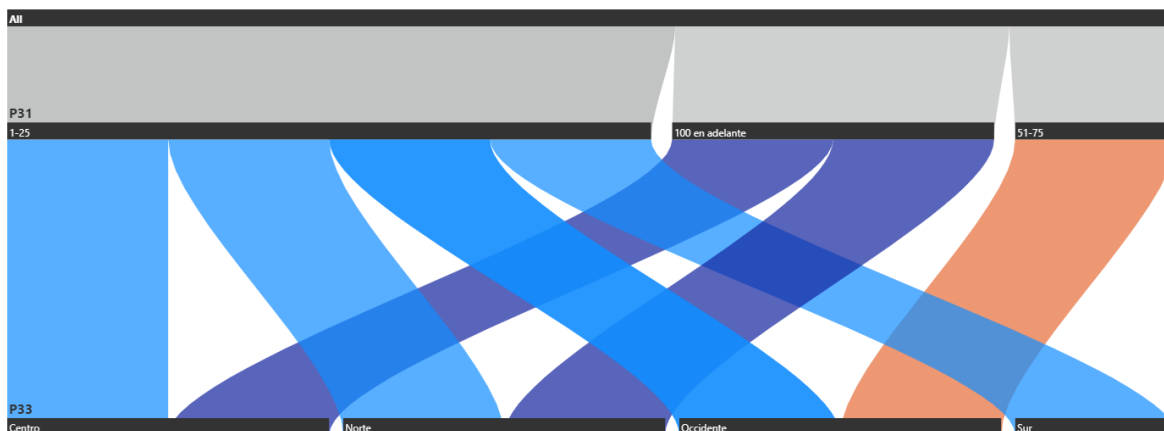 All
P31
1-25 100 en adelante 51-75
P33
Centro Norte Occidente Sur